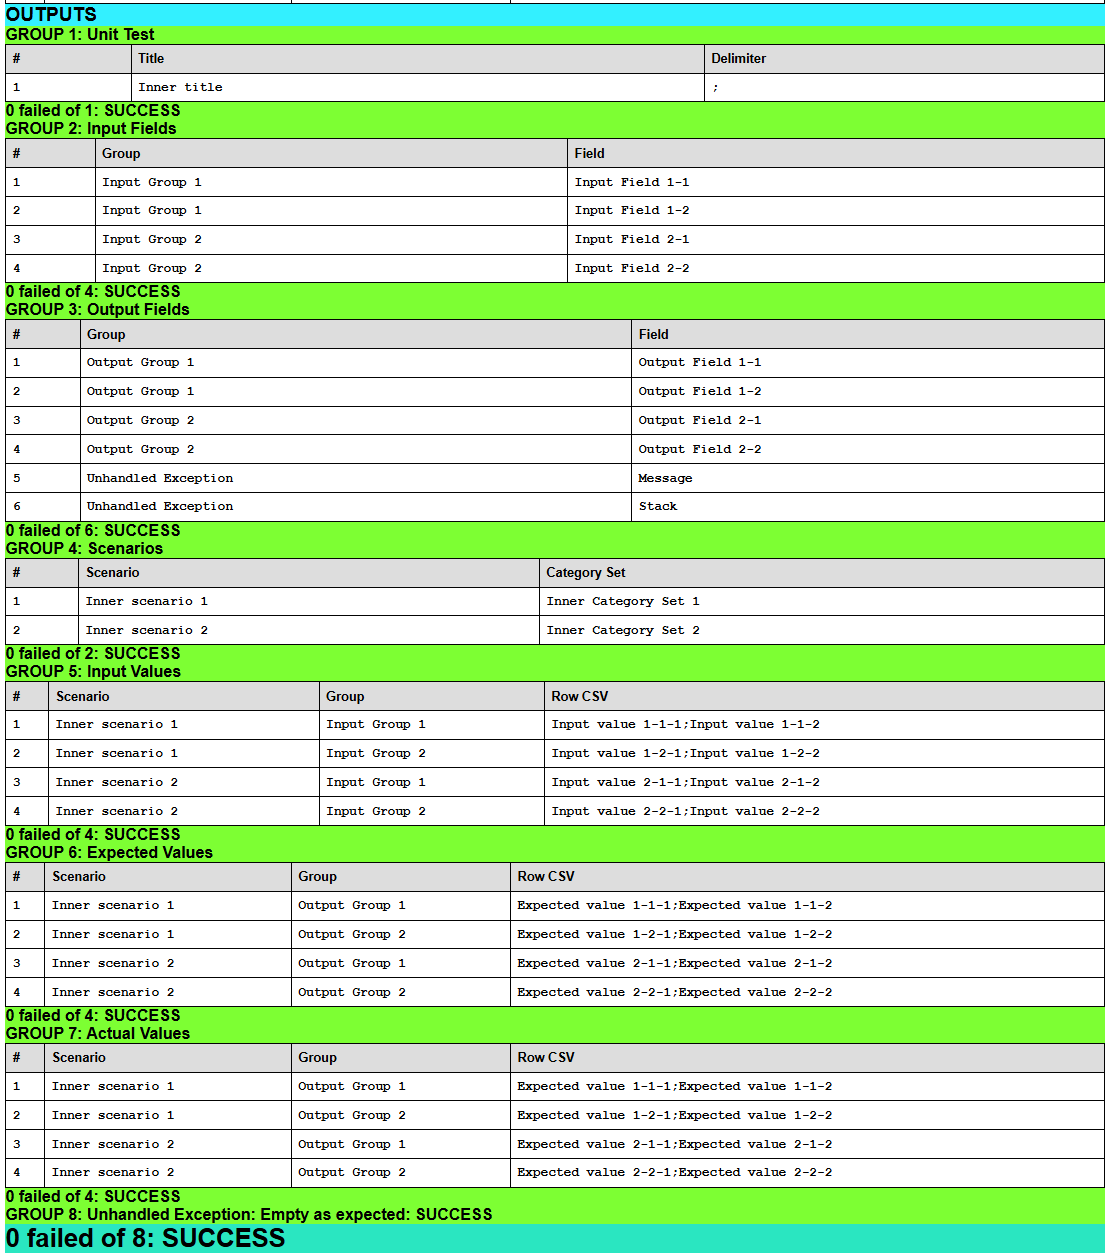 OUTPUTS
GROUP 1: Unit Test
# Title Delimiter
1 Inner title ;
0 failed of 1: SUCCESS
GROUP 2: Input Fields
# Group Field
1 Input Group 1 Input Field 1-1
2 Input Group 1 Input Field 1-2
3 Input Group 2 Input Field 2-1
4 Input Group 2 Input Field 2-2
0 failed of 4: SUCCESS
GROUP 3: Output Fields
# Group Field
1 Output Group 1 Output Field 1-1
2 Output Group 1 Output Field 1-2
3 Output Group 2 Output Field 2-1
4 Output Group 2 Output Field 2-2
5 Unhandled Exception Message
6 Unhandled Exception Stack
0 failed of 6: SUCCESS
GROUP 4: Scenarios
# Scenario Category Set
1 Inner scenario 1 Inner Category Set 1
2 Inner scenario 2 Inner Category Set 2
0 failed of 2: SUCCESS
GROUP 5: Input Values
# Scenario Group Row CSV
1 Inner scenario 1 Input Group 1 Input value 1-1-1;Input value 1-1-2
2 Inner scenario 1 Input Group 2 Input value 1-2-1;Input value 1-2-2
3 Inner scenario 2 Input Group 1 Input value 2-1-1;Input value 2-1-2
4 Inner scenario 2 Input Group 2 Input value 2-2-1;Input value 2-2-2
0 failed of 4: SUCCESS
GROUP 6: Expected Values
# Scenario Group Row CSV
1 Inner scenario 1 Output Group 1 Expected value 1-1-1;Expected value 1-1-2
2 Inner scenario 1 Output Group 2 Expected value 1-2-1;Expected value 1-2-2
3 Inner scenario 2 Output Group 1 Expected value 2-1-1;Expected value 2-1-2
4 Inner scenario 2 Output Group 2 Expected value 2-2-1;Expected value 2-2-2
0 failed of 4: SUCCESS
GROUP 7: Actual Values
# Scenario Group Row CSV
1 Inner scenario 1 Output Group 1 Expected value 1-1-1;Expected value 1-1-2
2 Inner scenario 1 Output Group 2 Expected value 1-2-1;Expected value 1-2-2
3 Inner scenario 2 Output Group 1 Expected value 2-1-1;Expected value 2-1-2
4 Inner scenario 2 Output Group 2 Expected value 2-2-1;Expected value 2-2-2
0 failed of 4: SUCCESS
GROUP 8: Unhandled Exception: Empty as expected: SUCCESS
0 failed of 8: SUCCESS